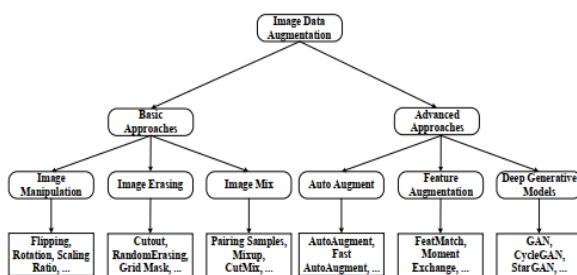 Image Data
Augmentation
Basic
Approaches
Advanced
Approaches
Image
Manipulation
Image Erasing
Image Mix
Auto Augment
Feature
Augmentation
Deep Generative
Models
Flipping,
Rotation, Scaling
Ratio, ...
Cutout,
RandomErasing,
Grid Mask, ...
Pairing Samples,
Mixup,
CutMix, ...
AutoAugment,
Fast
AutoAugment, ...
FeatMatch,
Moment
Exchange, ...
GAN,
CycleGAN,
StarGAN, ...